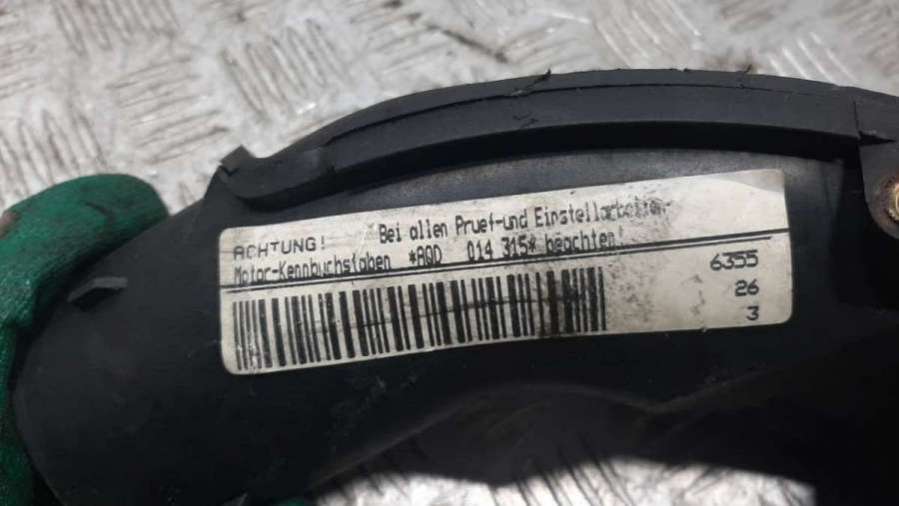 ACHTUNG! Bei allen Pruef-und Einstellarbeiten
Motor-Kennbuchstaben *AQD 014 315* beachten!
6355
26
3